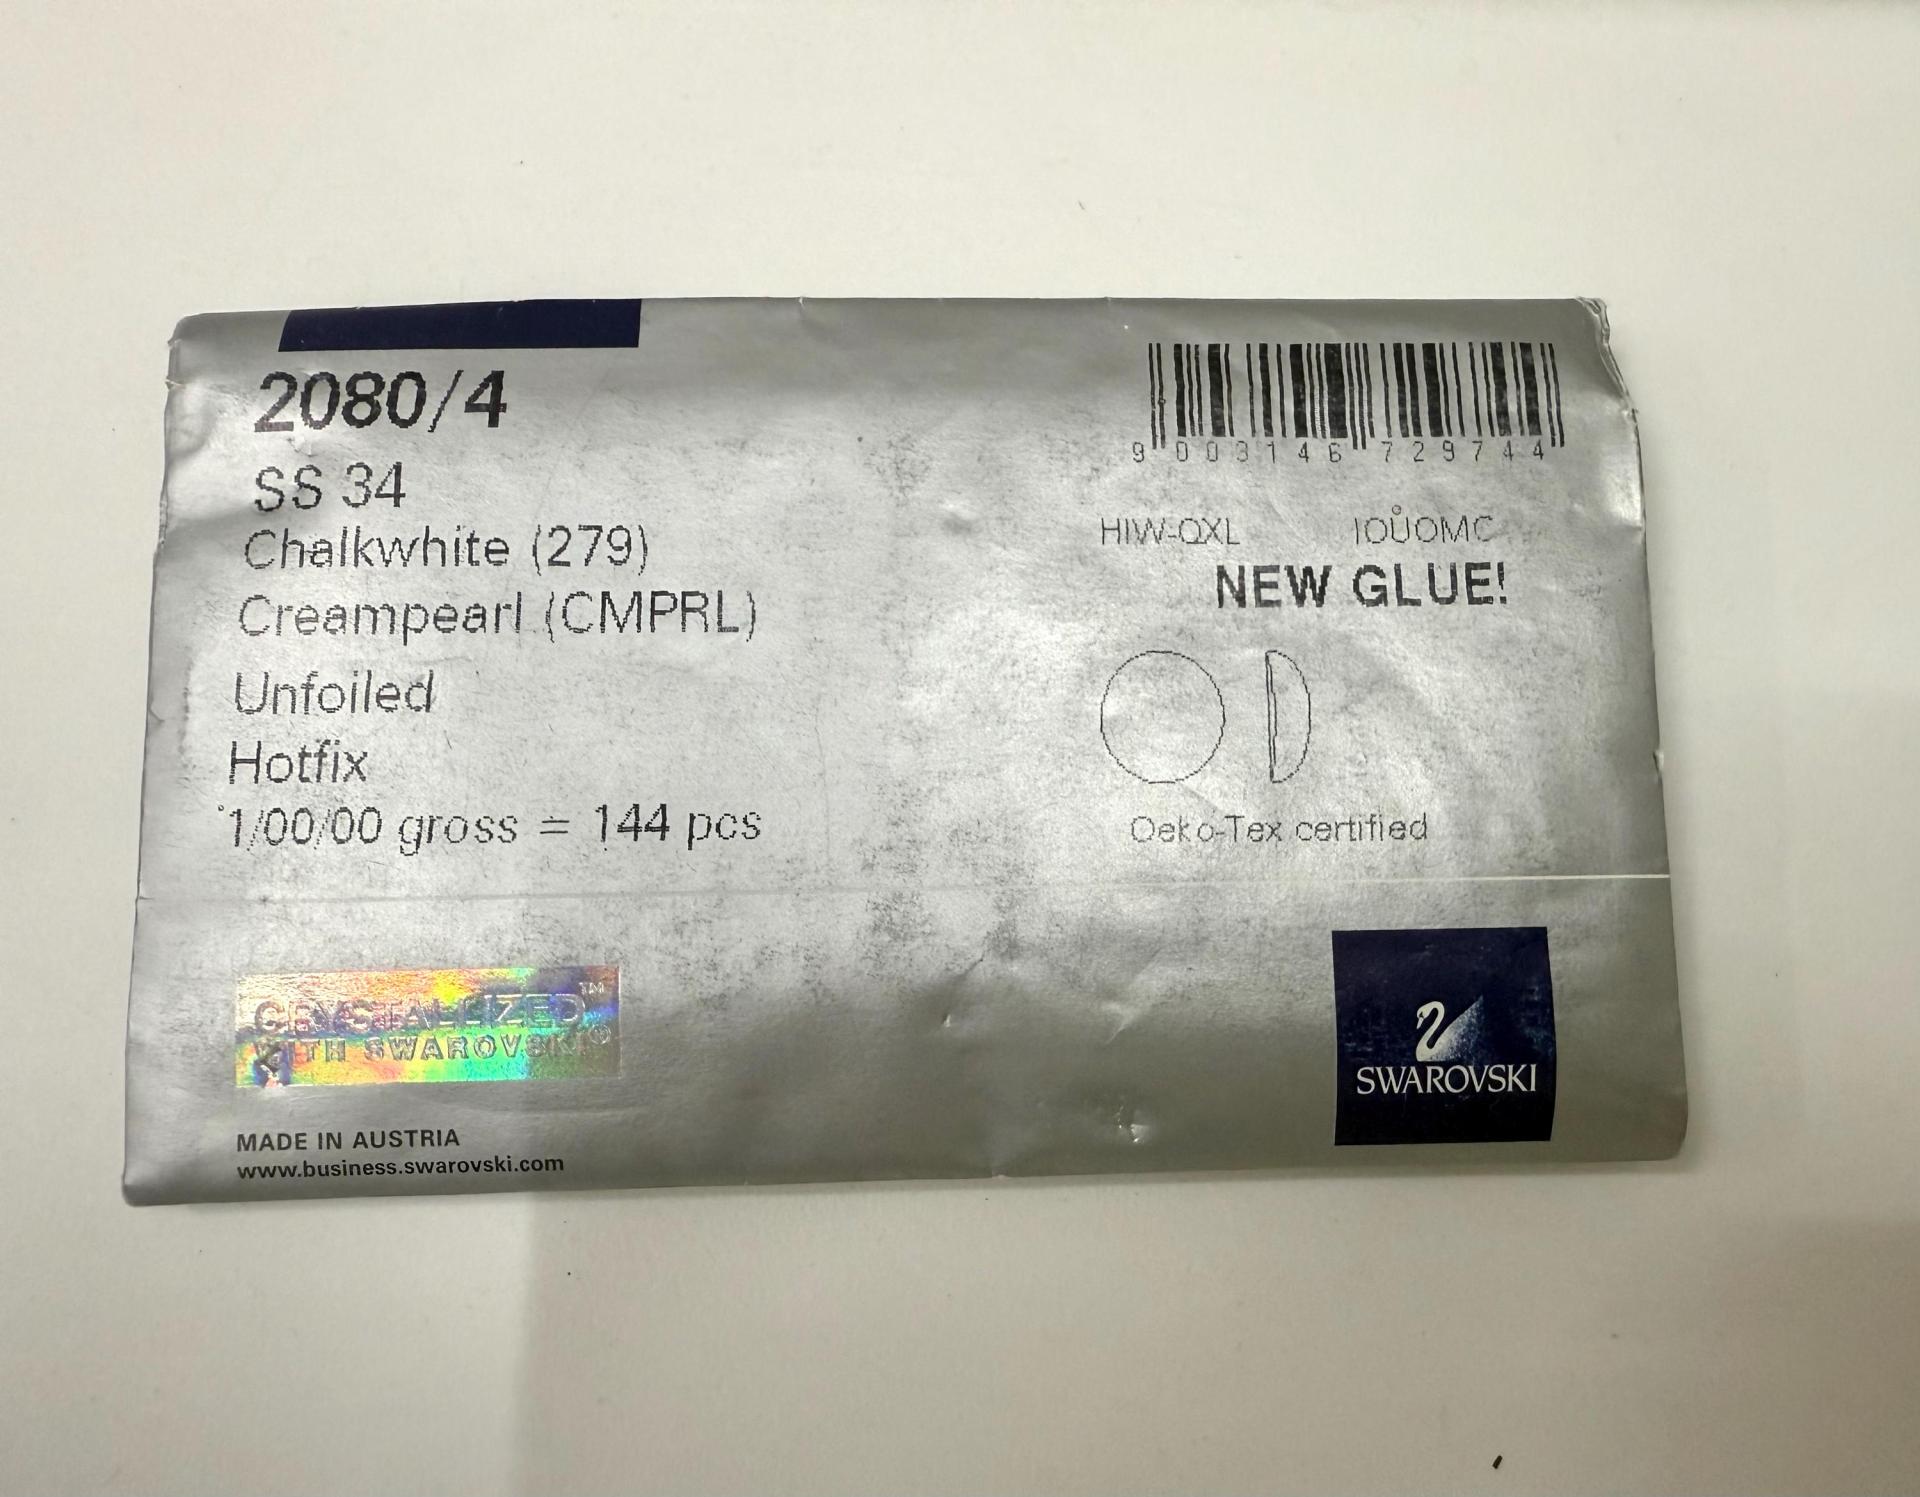 2080/4
SS 34
Chalkwhite (279)
Creampearl (CMPRL)
Unfoiled
Hotfix
1/00/00 gross = 144 pcs
9 003146 729744
HIW-QXL
NEW GLUE!
Oeko-Tex certified
CRYSTALLIZED™
WITH SWAROVSKI®
SWAROVSKI
MADE IN AUSTRIA
www.business.swarovski.com